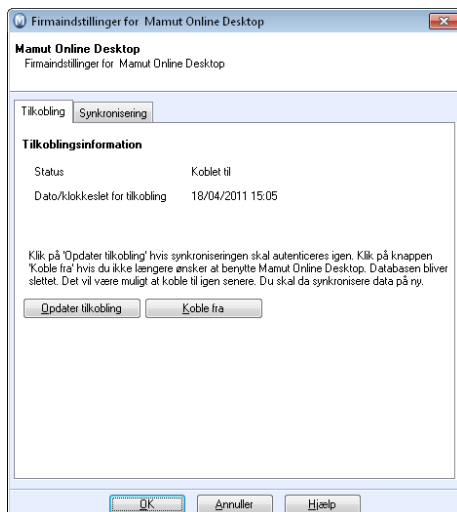 Firmaindstillinger for Mamut Online Desktop
Mamut Online Desktop
Firmaindstillinger for Mamut Online Desktop
Tilkobling Synkronisering
Tilkoblingsinformation
Status Koblet til
Dato/klokkeslet for tilkobling 18/04/2011 15:05
Klik på 'Opdater tilkobling' hvis synkroniseringen skal autenticeres igen. Klik på knappen
'Koble fra' hvis du ikke længere ønsker at benytte Mamut Online Desktop. Databasen bliver
slettet. Det vil være muligt at koble til igen senere. Du skal da synkronisere data på ny.
Opdater tilkobling Koble fra
OK Annuller Hjælp